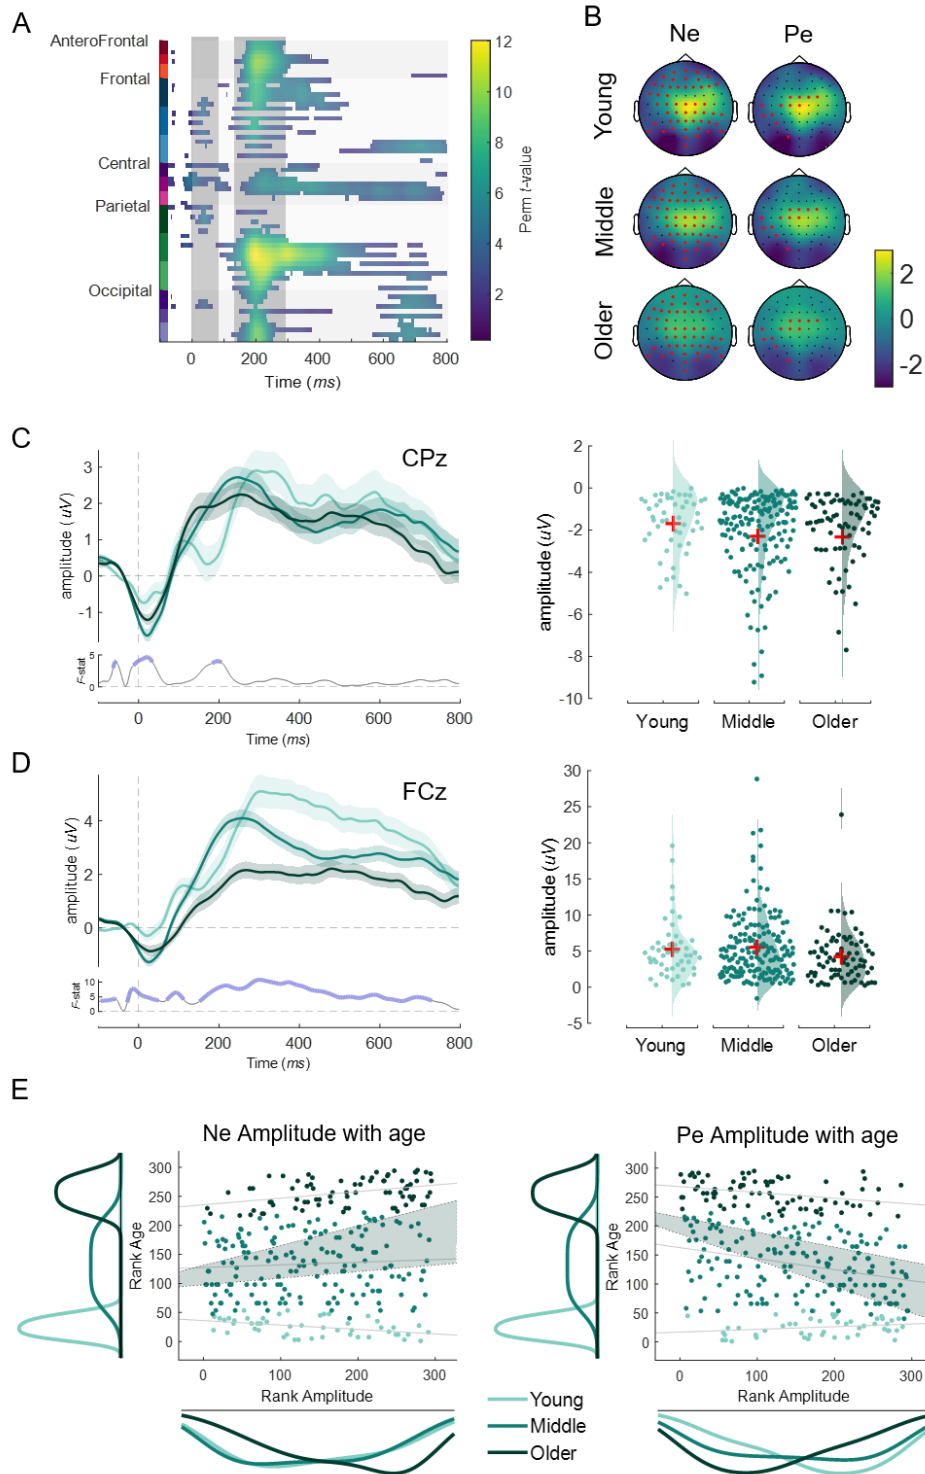 A
AnteroFrontal
Frontal
Central
Parietal
Occipital
0
200
400
600
800
Time (ms)
12
10
8
6
4
2
Perm t-value
B
Ne
Pe
Young
Middle
Older
2
0
-2
C
CPz
3
2
1
0
-1
amplitude (uV)
5
0
F-stat
0
200
400
600
800
Time (ms)
2
0
-2
-4
-6
-8
-10
amplitude (uV)
Young
Middle
Older
D
FCz
4
2
0
amplitude (uV)
10
5
0
F-stat
0
200
400
600
800
Time (ms)
30
25
20
15
10
5
0
-5
amplitude (uV)
Young
Middle
Older
E
Ne Amplitude with age
300
250
200
150
100
50
0
Rank Age
0
100
200
300
Rank Amplitude
Pe Amplitude with age
300
250
200
150
100
50
0
Rank Age
0
100
200
300
Rank Amplitude
Young
Middle
Older